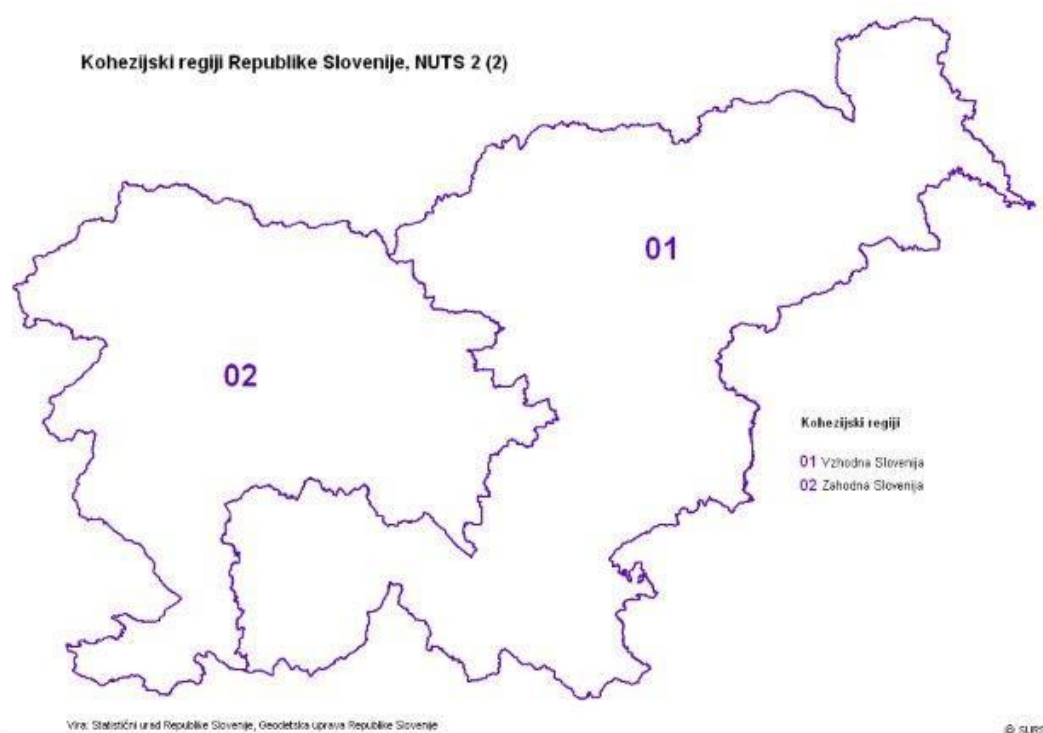 Kohezijski regiji Republike Slovenije, NUTS 2 (2)
01
02
Kohezijski regiji
01 Vzhodna Slovenija
02 Zahodna Slovenija
Vira: Statistični urad Republike Slovenije, Geodetska uprava Republike Slovenije
© SURS